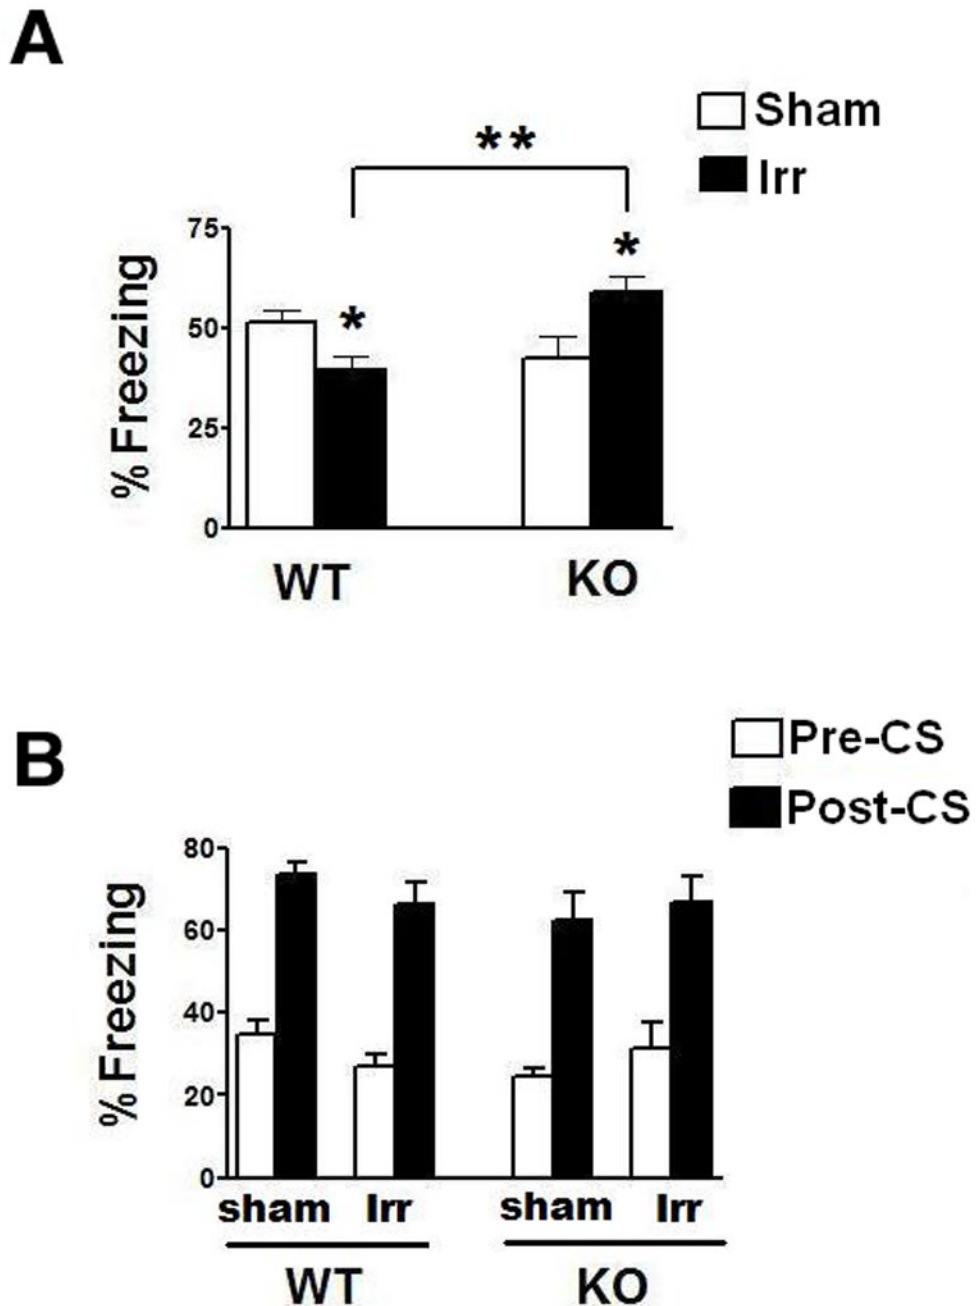 A
Sham
Irr
**
75
*
*
50
25
0
% Freezing
WT KO
B
Pre-CS
Post-CS
80
60
40
20
0
% Freezing
sham Irr sham Irr
WT KO